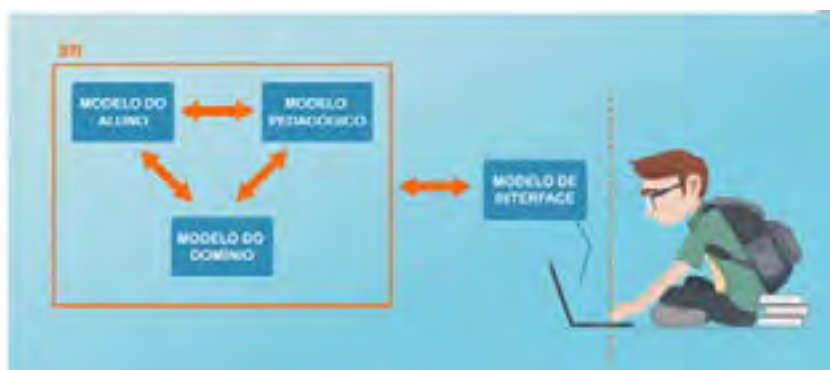 STI
MODELO DO
ALUNO
MODELO
PEDAGÓGICO
MODELO DE
INTERFACE
MODELO DO
DOMÍNIO